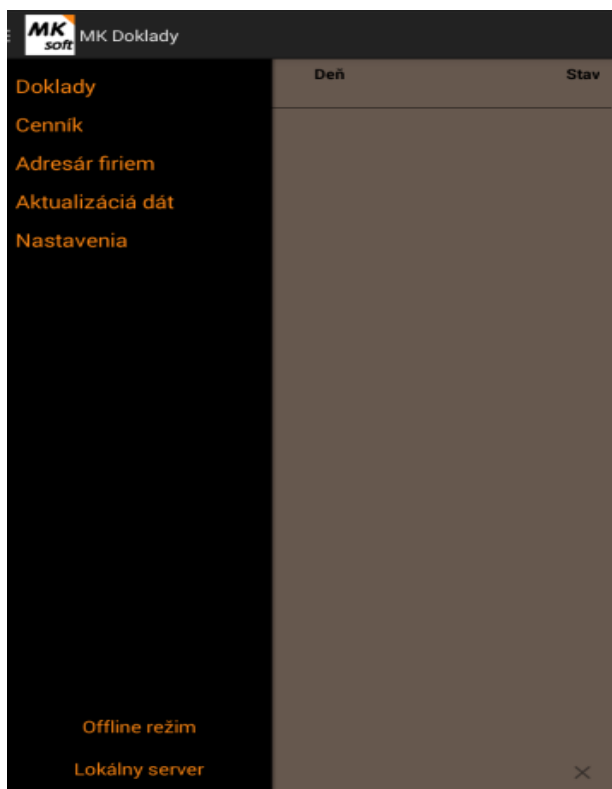 MK soft MK Doklady
Deň Stav
Doklady
Cenník
Adresár firiem
Aktualizáciá dát
Nastavenia
Offline režim
Lokálny server